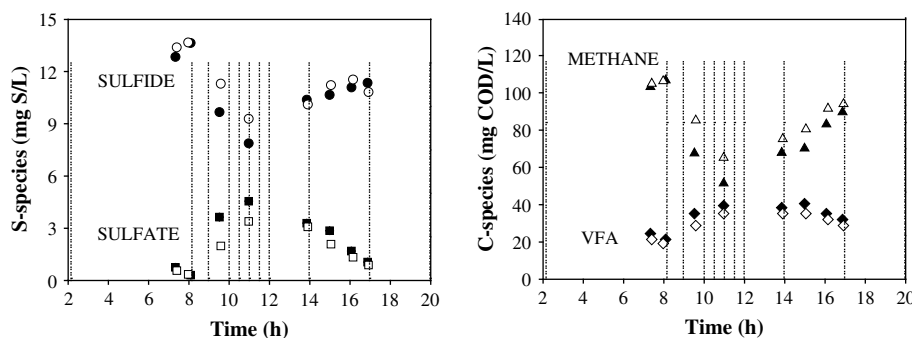 S-species (mg S/L)
15
12
9
6
3
0
SULFIDE
SULFATE
2 4 6 8 10 12 14 16 18 20
Time (h)
C-species (mg COD/L)
140
120
100
80
60
40
20
0
METHANE
VFA
2 4 6 8 10 12 14 16 18 20
Time (h)